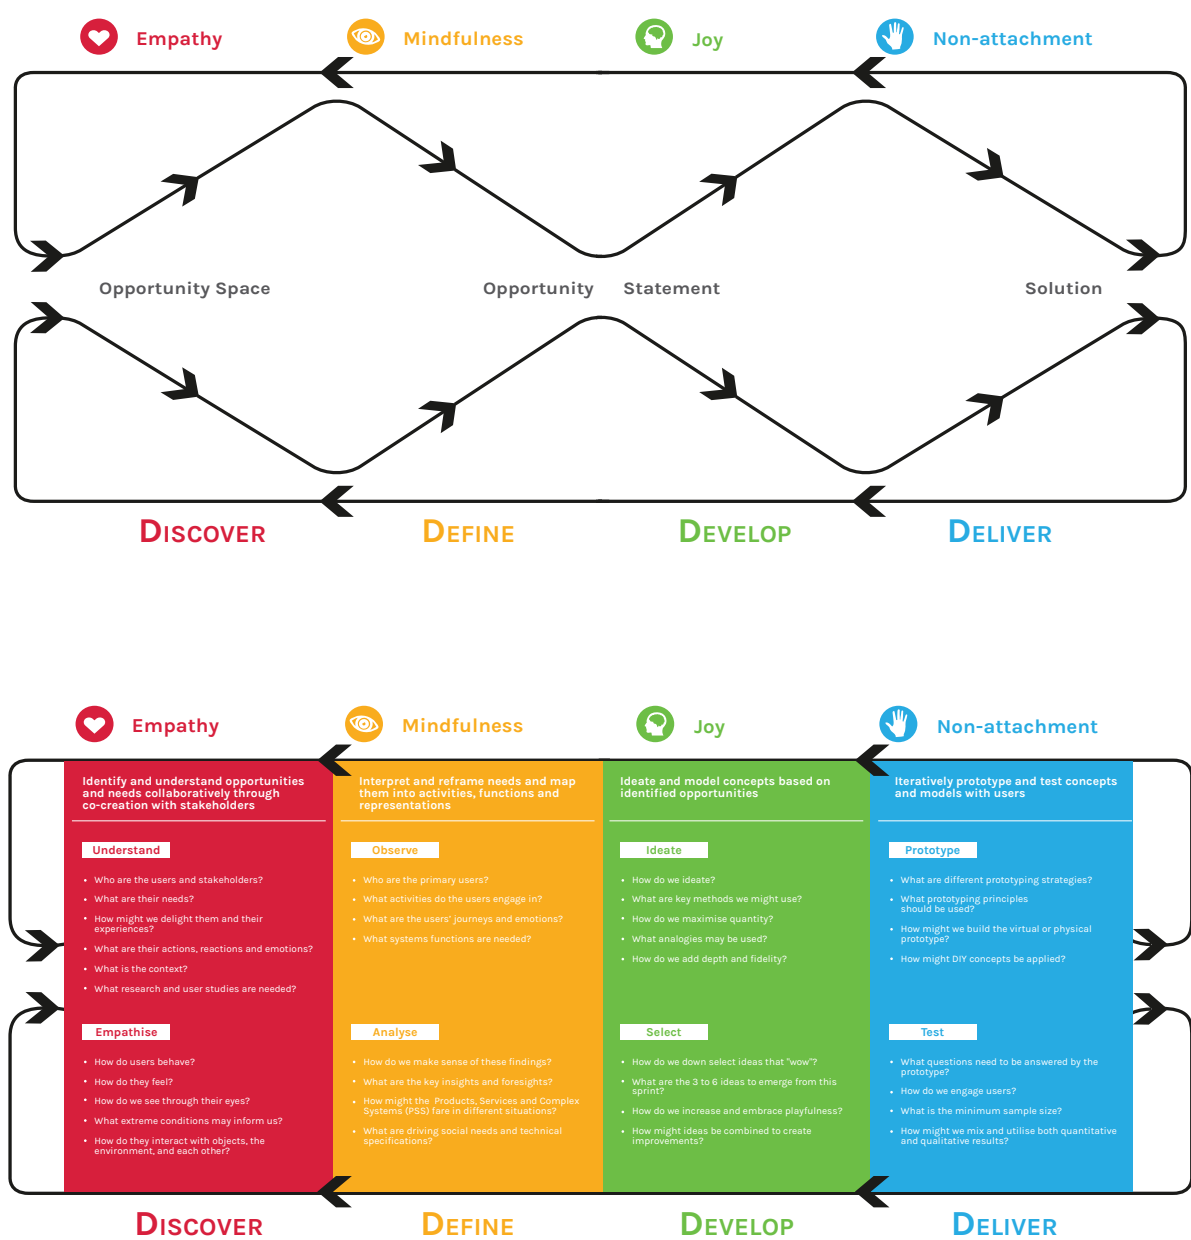 Empathy
Mindfulness
Joy
Non-attachment
Opportunity Space
Opportunity Statement
Solution
DISCOVER
DEFINE
DEVELOP
DELIVER
Empathy
Mindfulness
Joy
Non-attachment
Identify and understand opportunities
and needs collaboratively through
co-creation with stakeholders
Understand
• Who are the users and stakeholders?
• What are their needs?
• How might we delight them and their
experiences?
• What are their actions, reactions and emotions?
• What is the context?
• What research and user studies are needed?
Empathise
• How do users behave?
• How do they feel?
• How do we see through their eyes?
• What extreme conditions may inform us?
• How do they interact with objects, the
environment, and each other?
Interpret and reframe needs and map
them into activities, functions and
representations
Observe
• Who are the primary users?
• What activities do the users engage in?
• What are the users' journeys and emotions?
• What systems functions are needed?
Analyse
• How do we make sense of these findings?
• What are the key insights and foresights?
• How might the Products, Services and Complex
Systems (PSS) fare in different situations?
• What are driving social needs and technical
specifications?
Ideate and model concepts based on
identified opportunities
Ideate
• How do we ideate?
• What are key methods we might use?
• How do we maximise quantity?
• What analogies may be used?
• How do we add depth and fidelity?
Select
• How do we down select ideas that "wow"?
• What are the 3 to 6 ideas to emerge from this
sprint?
• How do we increase and embrace playfulness?
• How might ideas be combined to create
improvements?
Iteratively prototype and test concepts
and models with users
Prototype
• What are different prototyping strategies?
• What prototyping principles
should be used?
• How might we build the virtual or physical
prototype?
• How might DIY concepts be applied?
Test
• What questions need to be answered by the
prototype?
• How do we engage users?
• What is the minimum sample size?
• How might we mix and utilise both quantitative
and qualitative results?
DISCOVER
DEFINE
DEVELOP
DELIVER